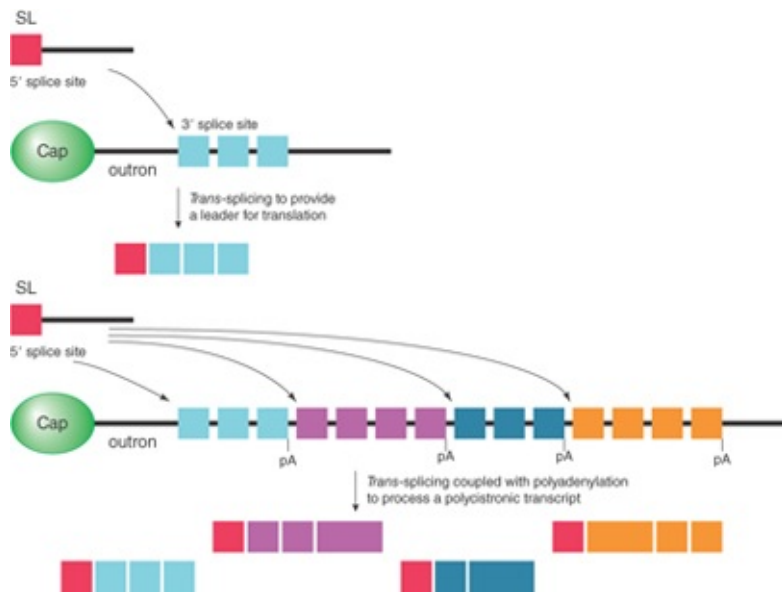 SL
5' splice site
3' splice site
Cap
outron
Trans-splicing to provide
a leader for translation
SL
5' splice site
Cap
outron
pA
pA
pA
pA
Trans-splicing coupled with polyadenylation
to process a polycistronic transcript